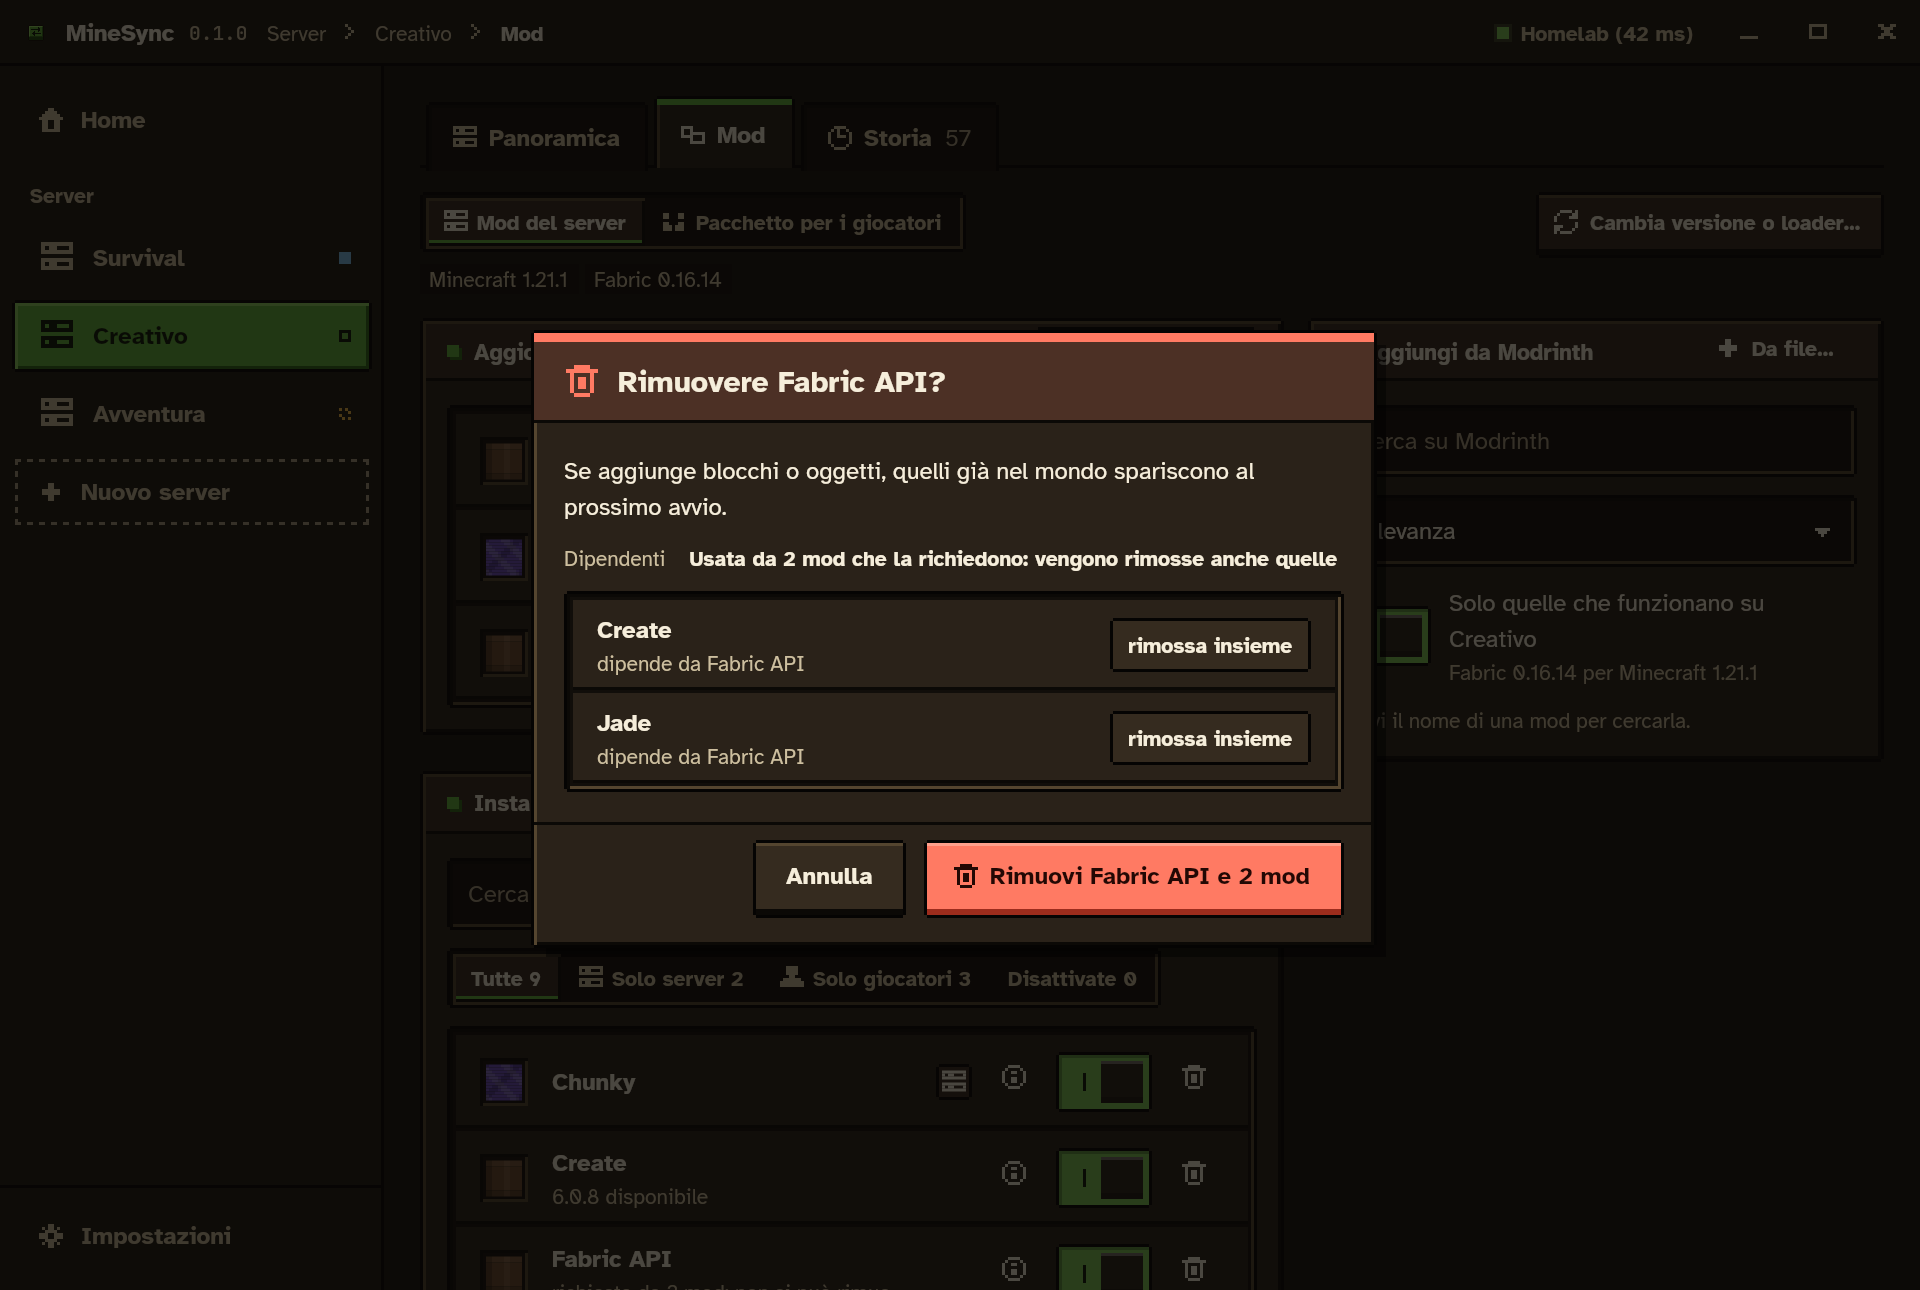 MineSync 0.1.0 Server Creativo Mod
Homelab (42 ms)
Home
Server
Survival
Creativo
Avventura
Nuovo server
Impostazioni
Panoramica
Mod
Storia 57
Mod del server
Pacchetto per i giocatori
Cambia versione o loader...
Minecraft 1.21.1
Fabric 0.16.14
ggiungi da Modrinth
Da file...
erca su Modrinth
levanza
Solo quelle che funzionano su
Creativo
Fabric 0.16.14 per Minecraft 1.21.1
il nome di una mod per cercarla.
Rimuovere Fabric API?
Se aggiunge blocchi o oggetti, quelli già nel mondo spariscono al
prossimo avvio.
Dipendenti Usata da 2 mod che la richiedono: vengono rimosse anche quelle
Create
dipende da Fabric API
rimossa insieme
Jade
dipende da Fabric API
rimossa insieme
Annulla
Rimuovi Fabric API e 2 mod
Insta
Cerca
Tutte 9
Solo server 2
Solo giocatori 3
Disattivate 0
Chunky
Create
6.0.8 disponibile
Fabric API